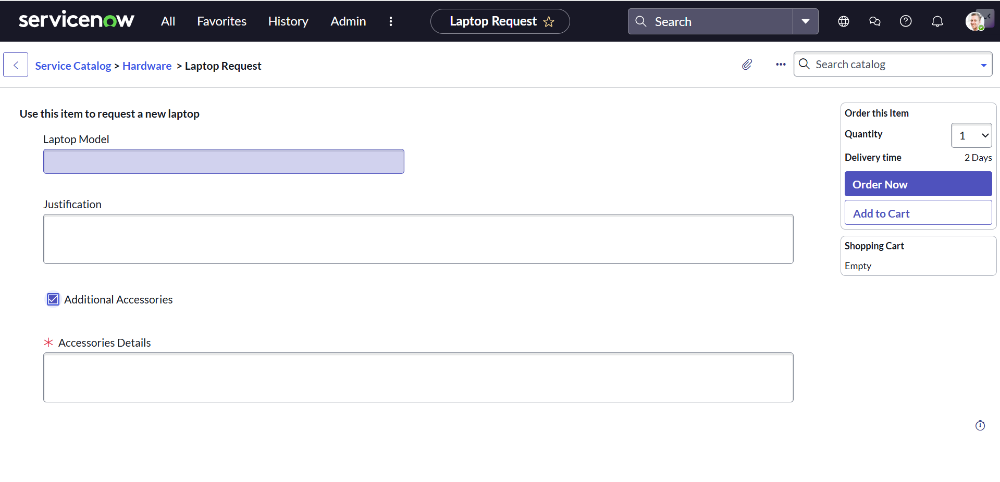 servicenow All Favorites History Admin Laptop Request Search
Service Catalog > Hardware > Laptop Request Search catalog
Use this item to request a new laptop
Laptop Model
Justification
Additional Accessories
* Accessories Details
Order this Item
Quantity 1
Delivery time 2 Days
Order Now
Add to Cart
Shopping Cart
Empty